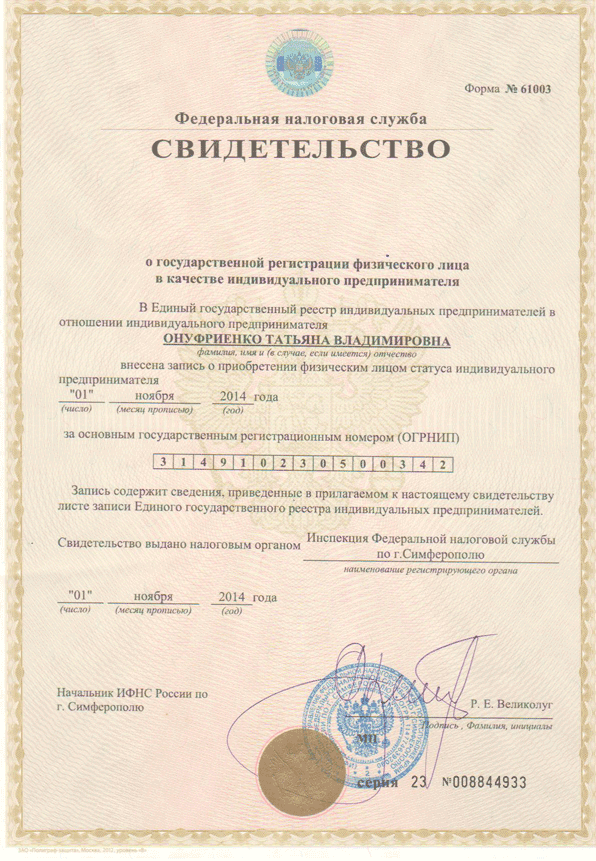 Форма № 61003
Федеральная налоговая служба
СВИДЕТЕЛЬСТВО
о государственной регистрации физического лица
в качестве индивидуального предпринимателя
В Единый государственный реестр индивидуальных предпринимателей в
отношении индивидуального предпринимателя
ОНУФРИЕНКО ТАТЬЯНА ВЛАДИМИРОВНА
фамилия, имя и (в случае, если имеется) отчество
внесена запись о приобретении физическим лицом статуса индивидуального
предпринимателя
"01" ноября 2014 года
(число) (месяц прописью) (год)
за основным государственным регистрационным номером (ОГРНИП)
3 1 4 9 1 0 2 3 0 5 0 0 3 4 2
Запись содержит сведения, приведенные в прилагаемом к настоящему свидетельству
листе записи Единого государственного реестра индивидуальных предпринимателей.
Свидетельство выдано налоговым органом Инспекция Федеральной налоговой службы
по г.Симферополю
наименование регистрирующего органа
"01" ноября 2014 года
(число) (месяц прописью) (год)
Начальник ИФНС России по
г. Симферополю
Р. Е. Великолуг
Подпись , Фамилия, инициалы
МП
серия 23 №008844933